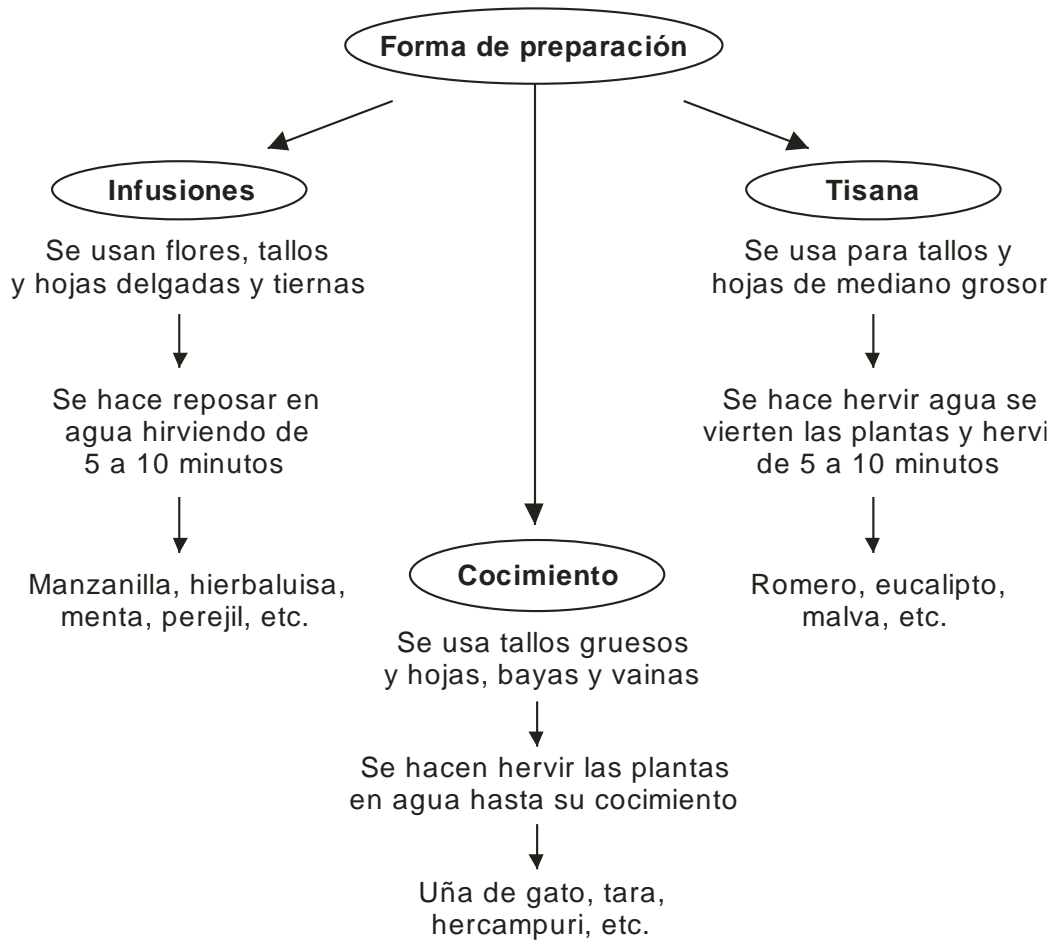 Forma de preparación
Infusiones
Se usan flores, tallos
y hojas delgadas y tiernas
Se hace reposar en
agua hirviendo de
5 a 10 minutos
Manzanilla, hierbaluisa,
menta, perejil, etc.
Cocimiento
Se usa tallos gruesos
y hojas, bayas y vainas
Se hacen hervir las plantas
en agua hasta su cocimiento
Uña de gato, tara,
hercampuri, etc.
Tisana
Se usa para tallos y
hojas de mediano grosor
Se hace hervir agua se
vierten las plantas y hervi
de 5 a 10 minutos
Romero, eucalipto,
malva, etc.